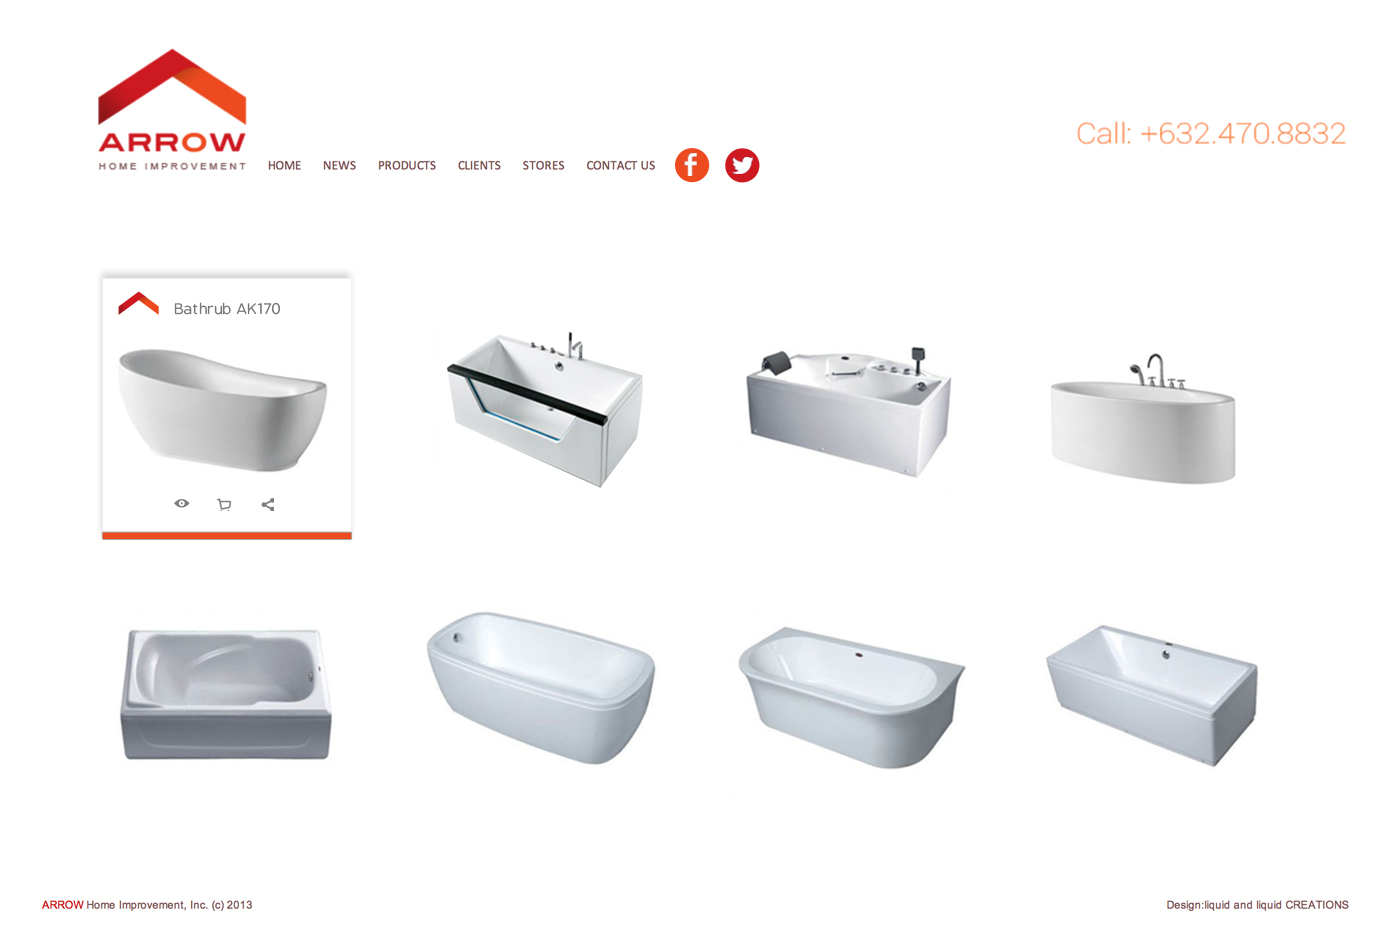 ARROW
HOME IMPROVEMENT
HOME NEWS PRODUCTS CLIENTS STORES CONTACT US
Call: +632.470.8832
Bathrub AK170
ARROW Home Improvement, Inc. (c) 2013
Design:liquid and liquid CREATIONS